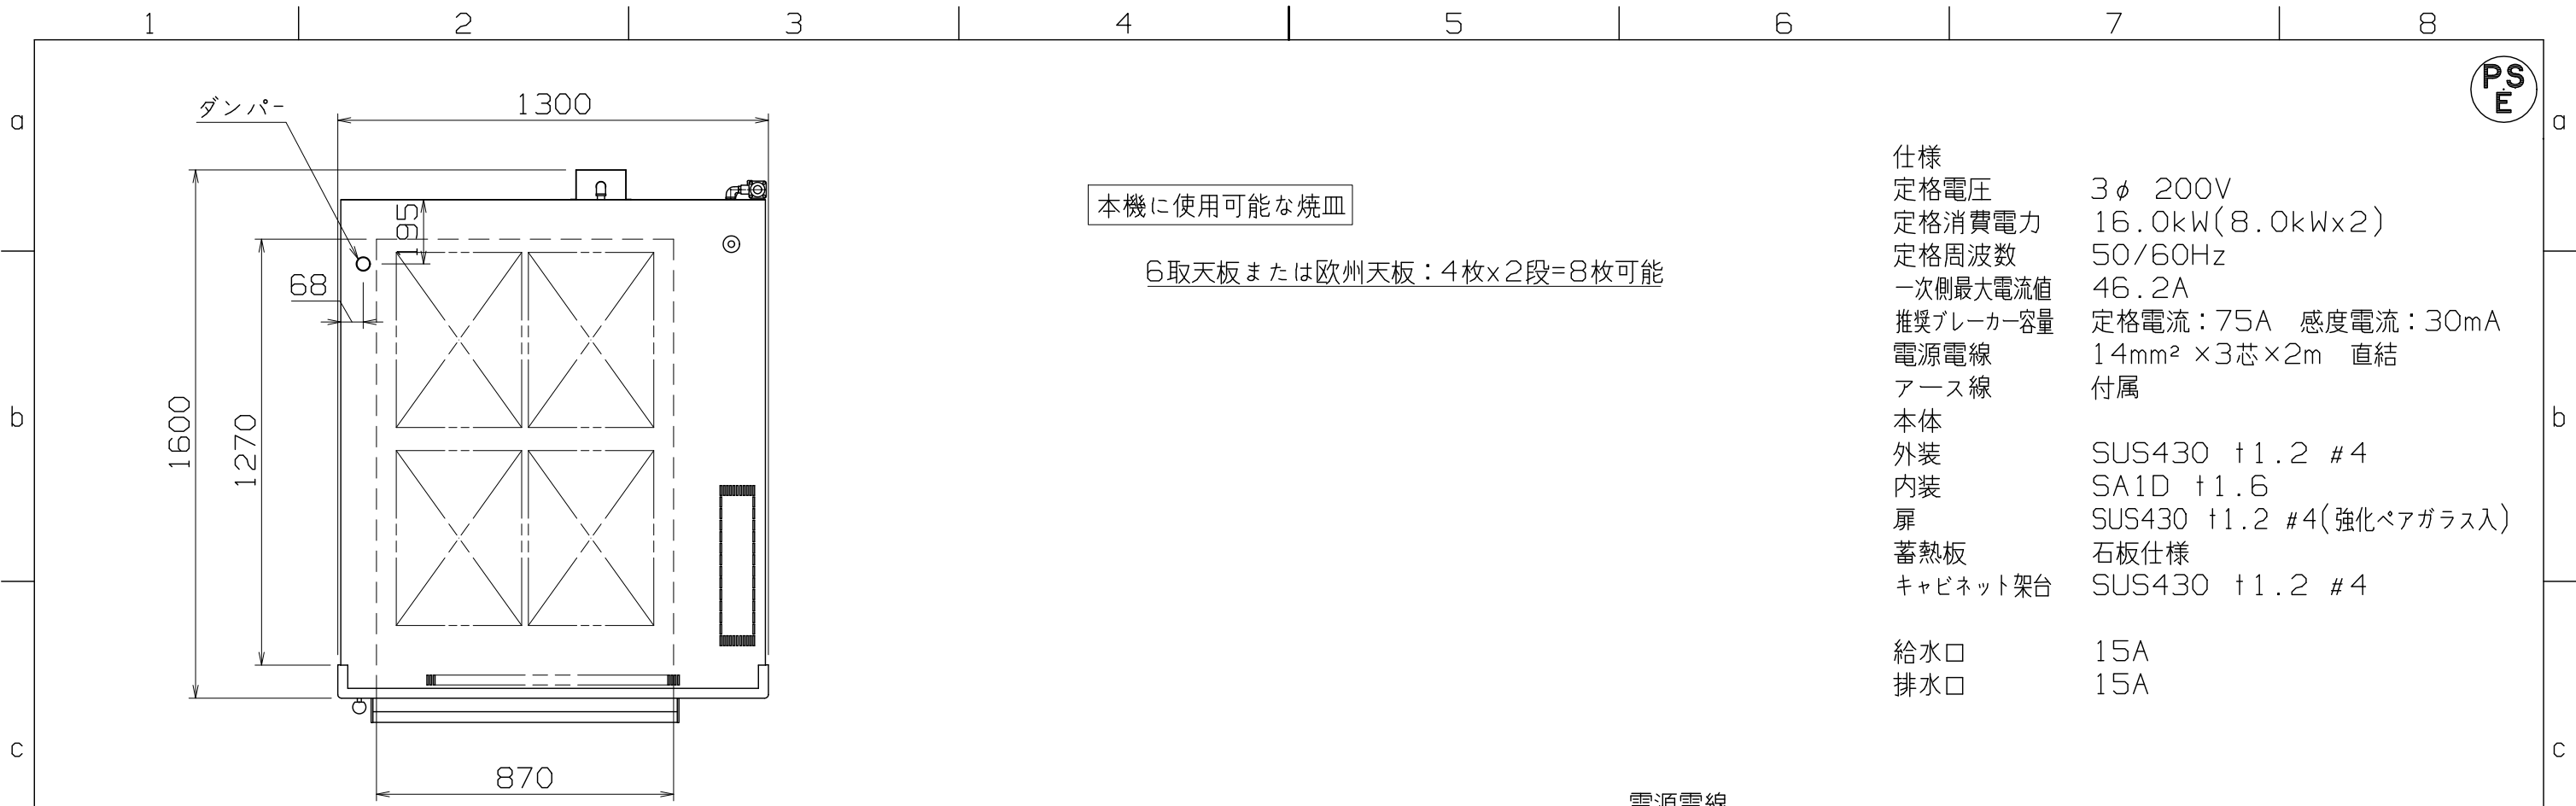 1 2 3 4 5 6 7 8
PS
E
a
a
ダンパー
1300
195
68
1600
1270
870
本機に使用可能な焼皿
6取天板または欧州天板：4枚x2段=8枚可能
仕様
定格電圧 3φ 200V
定格消費電力 16.0kW(8.0kWx2)
定格周波数 50/60Hz
一次側最大電流値 46.2A
推奨ブレーカー容量 定格電流：75A 感度電流：30mA
電源電線 14mm² ×3芯×2m 直結
アース線 付属
本体
外装 SUS430 t1.2 #4
内装 SA1D t1.6
扉 SUS430 t1.2 #4(強化ペアガラス入)
蓄熱板 石板仕様
キャビネット架台 SUS430 t1.2 #4
給水口 15A
排水口 15A
b
b
c
c
電源電線